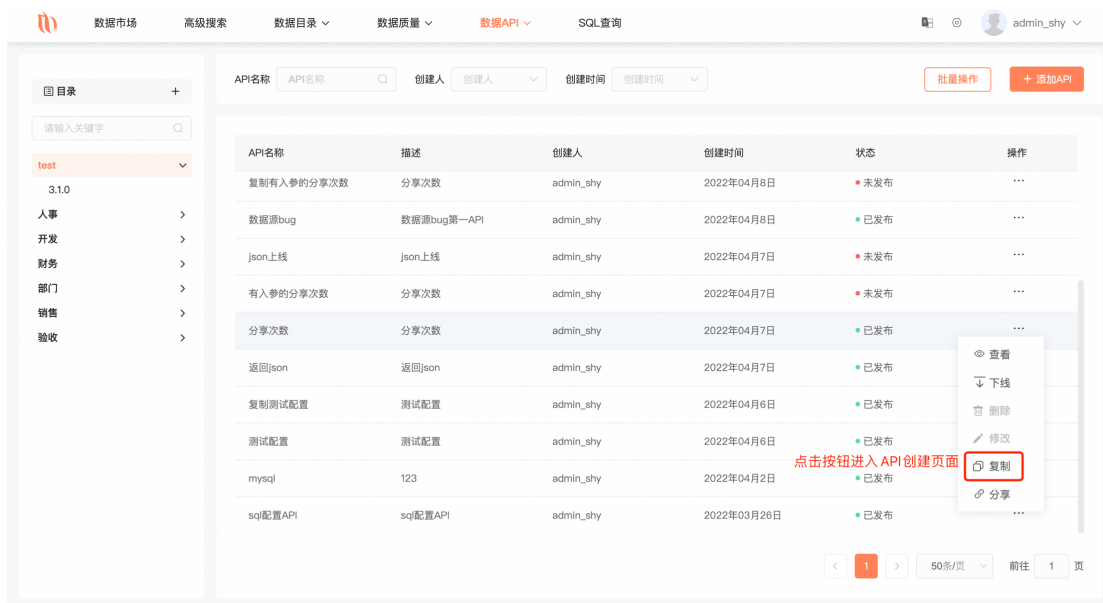 数据市场 高级搜索 数据目录 数据质量 数据API SQL查询 admin_shy
目录 +
请输入关键字
test
3.1.0
人事
开发
财务
部门
销售
验收
API名称 API名称 创建人 创建人 创建时间 创建时间 批量操作 + 添加API
API名称 描述 创建人 创建时间 状态 操作
复制有入参的分享次数 分享次数 admin_shy 2022年04月8日 未发布 ...
数据源bug 数据源bug第一API admin_shy 2022年04月8日 已发布 ...
json上线 json上线 admin_shy 2022年04月7日 未发布 ...
有入参的分享次数 分享次数 admin_shy 2022年04月7日 未发布 ...
分享次数 分享次数 admin_shy 2022年04月7日 已发布 ...
返回json 返回json admin_shy 2022年04月7日 已发布
复制测试配置 测试配置 admin_shy 2022年04月6日 已发布
测试配置 测试配置 admin_shy 2022年04月6日 已发布
mysql 123 admin_shy 2022年04月2日 已发布
sql配置API sql配置API admin_shy 2022年03月26日 已发布 ...
查看
下线
删除
修改
点击按钮进入API创建页面 复制
分享
1 50条/页 前往 1 页